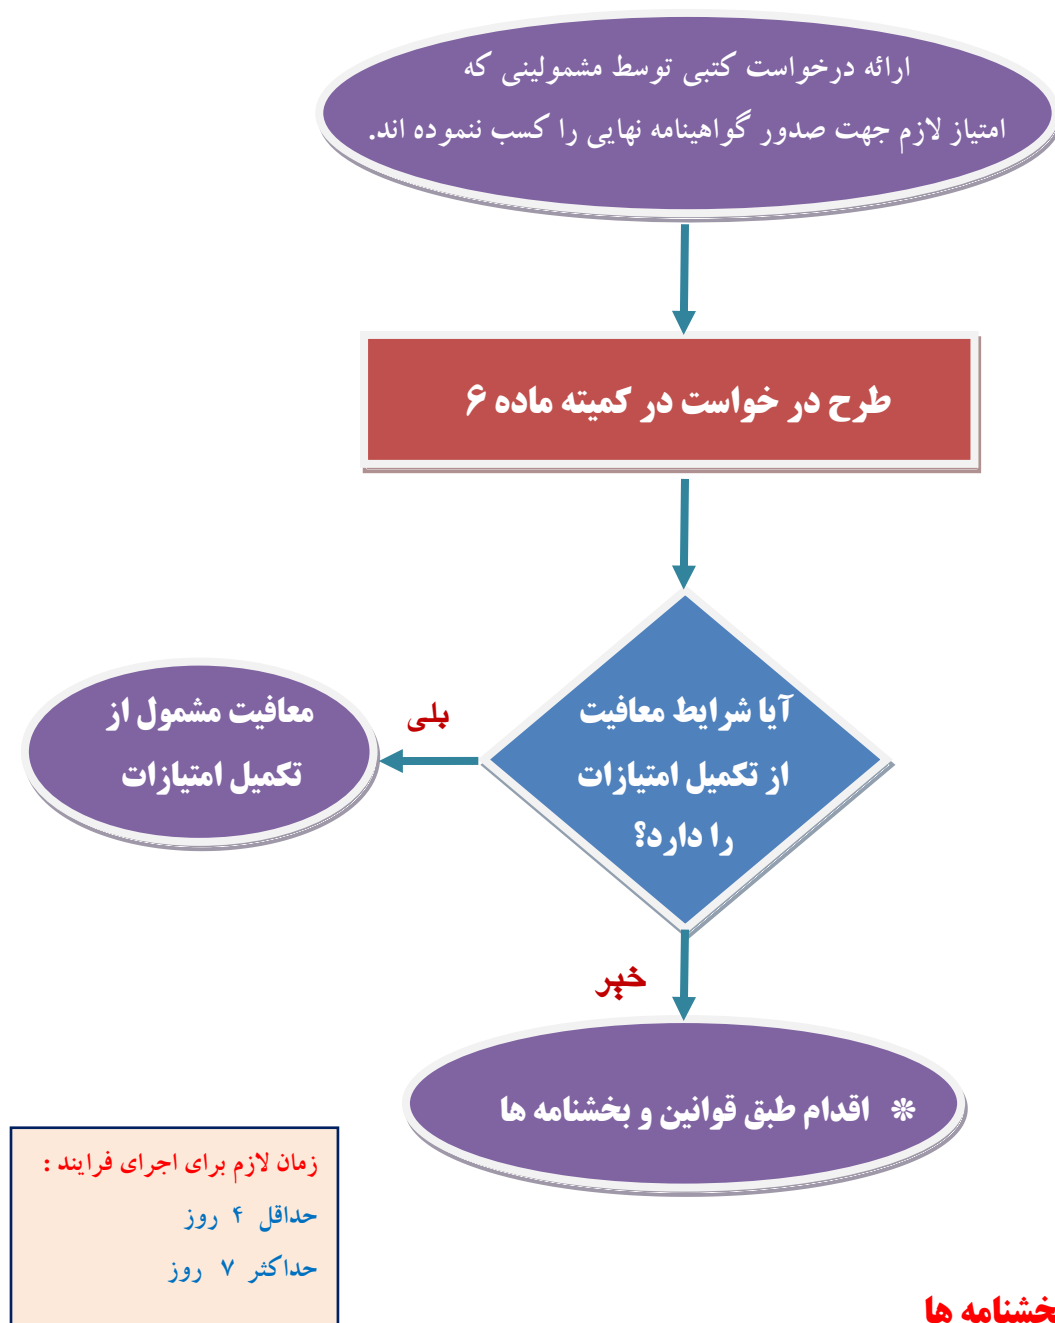 ارائه درخواست کتبی توسط مشمولینی که
امتیاز لازم جهت صدور گواهینامه نهایی را کسب ننموده اند.
طرح در خواست در کمیته ماده ۶
آیا شرایط معافیت
از تکمیل امتیازات
را دارد؟
بلی
معافیت مشمول از
تکمیل امتیازات
خیر
* اقدام طبق قوانین و بخشنامه ها
زمان لازم برای اجرای فرایند :
حداقل ۴ روز
حداکثر ۷ روز
خشنامه ها